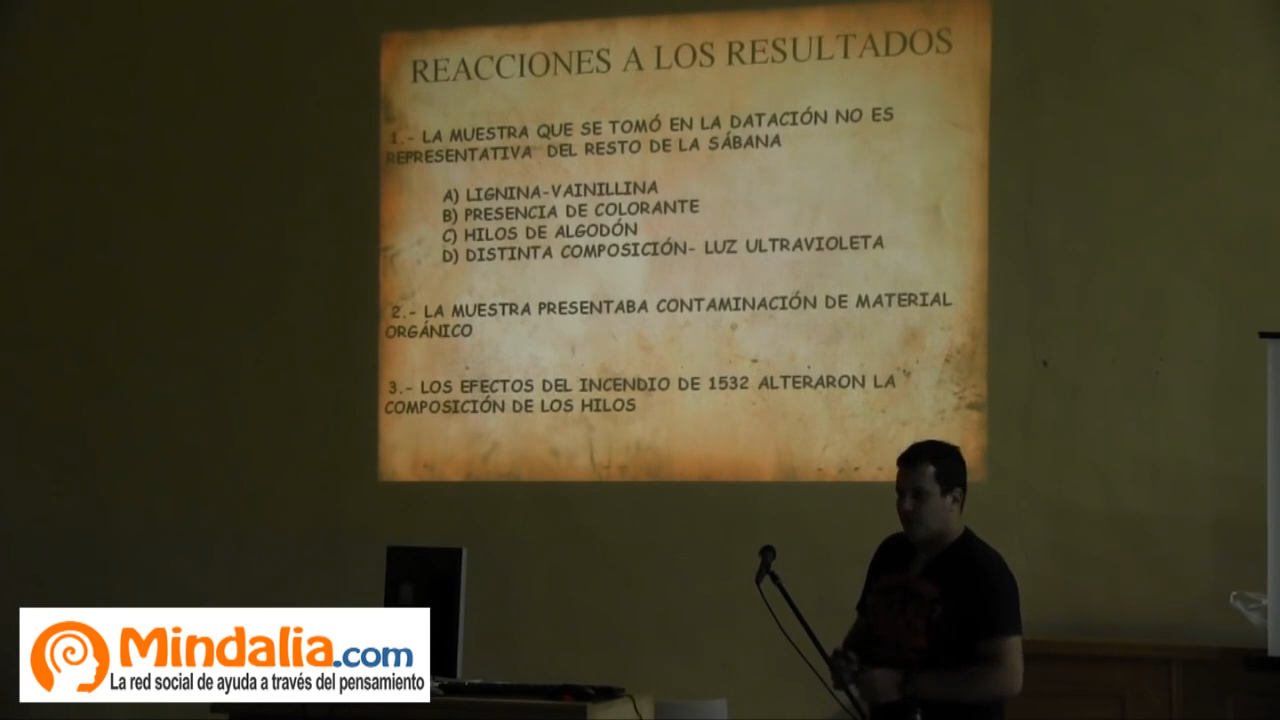 REACCIONES A LOS RESULTADOS
1.- LA MUESTRA QUE SE TOMÓ EN LA DATACIÓN NO ES
REPRESENTATIVA DEL RESTO DE LA SÁBANA
A) LIGNINA-VAINILLINA
B) PRESENCIA DE COLORANTE
C) HILOS DE ALGODÓN
D) DISTINTA COMPOSICIÓN- LUZ ULTRAVIOLETA
2.- LA MUESTRA PRESENTABA CONTAMINACIÓN DE MATERIAL
ORGÁNICO
3.- LOS EFECTOS DEL INCENDIO DE 1532 ALTERARON LA
COMPOSICIÓN DE LOS HILOS
Mindalia.com
La red social de ayuda a través del pensamiento